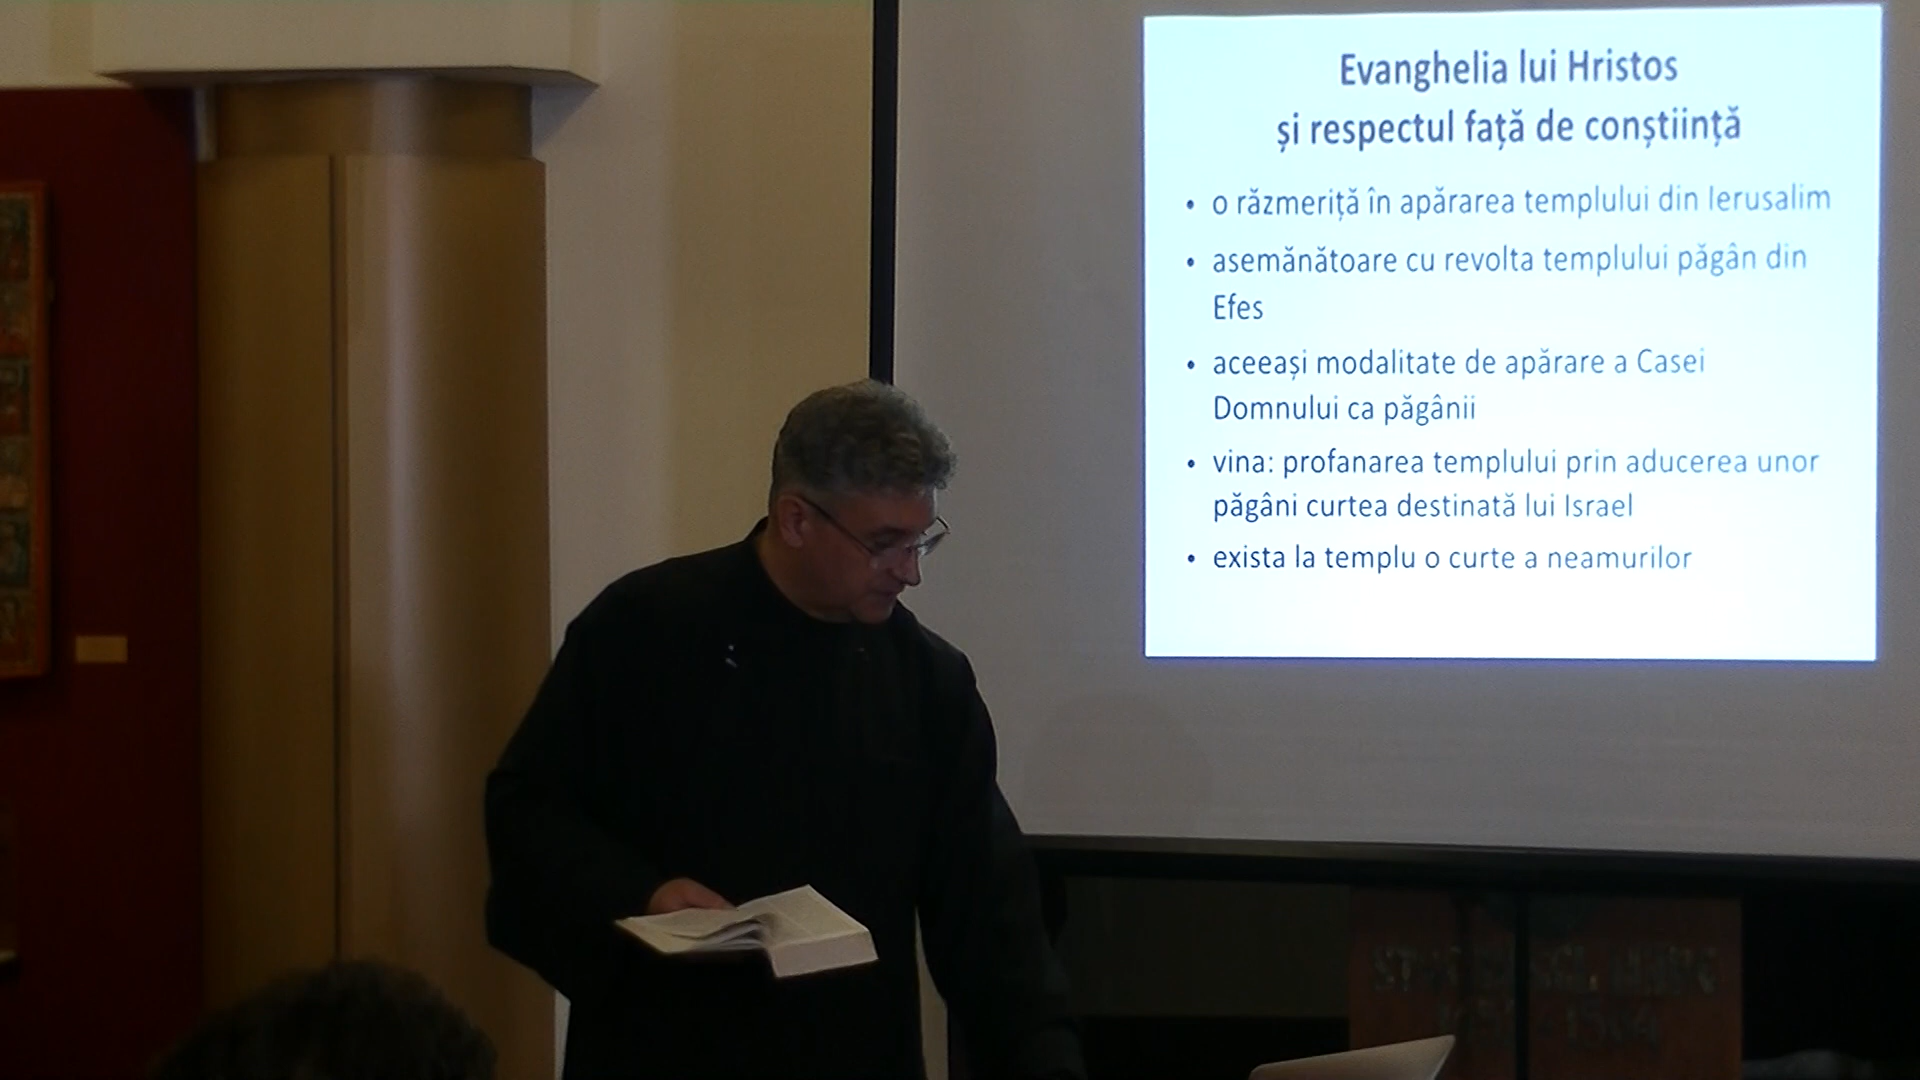 Evanghelia lui Hristos
și respectul față de conștiință
• o răzmeriță în apărarea templului din Ierusalim
• asemănătoare cu revolta templului păgân din
Efes
• aceeași modalitate de apărare a Casei
Domnului ca păgânii
• vina: profanarea templului prin aducerea unor
păgâni curtea destinată lui Israel
• exista la templu o curte a neamurilor